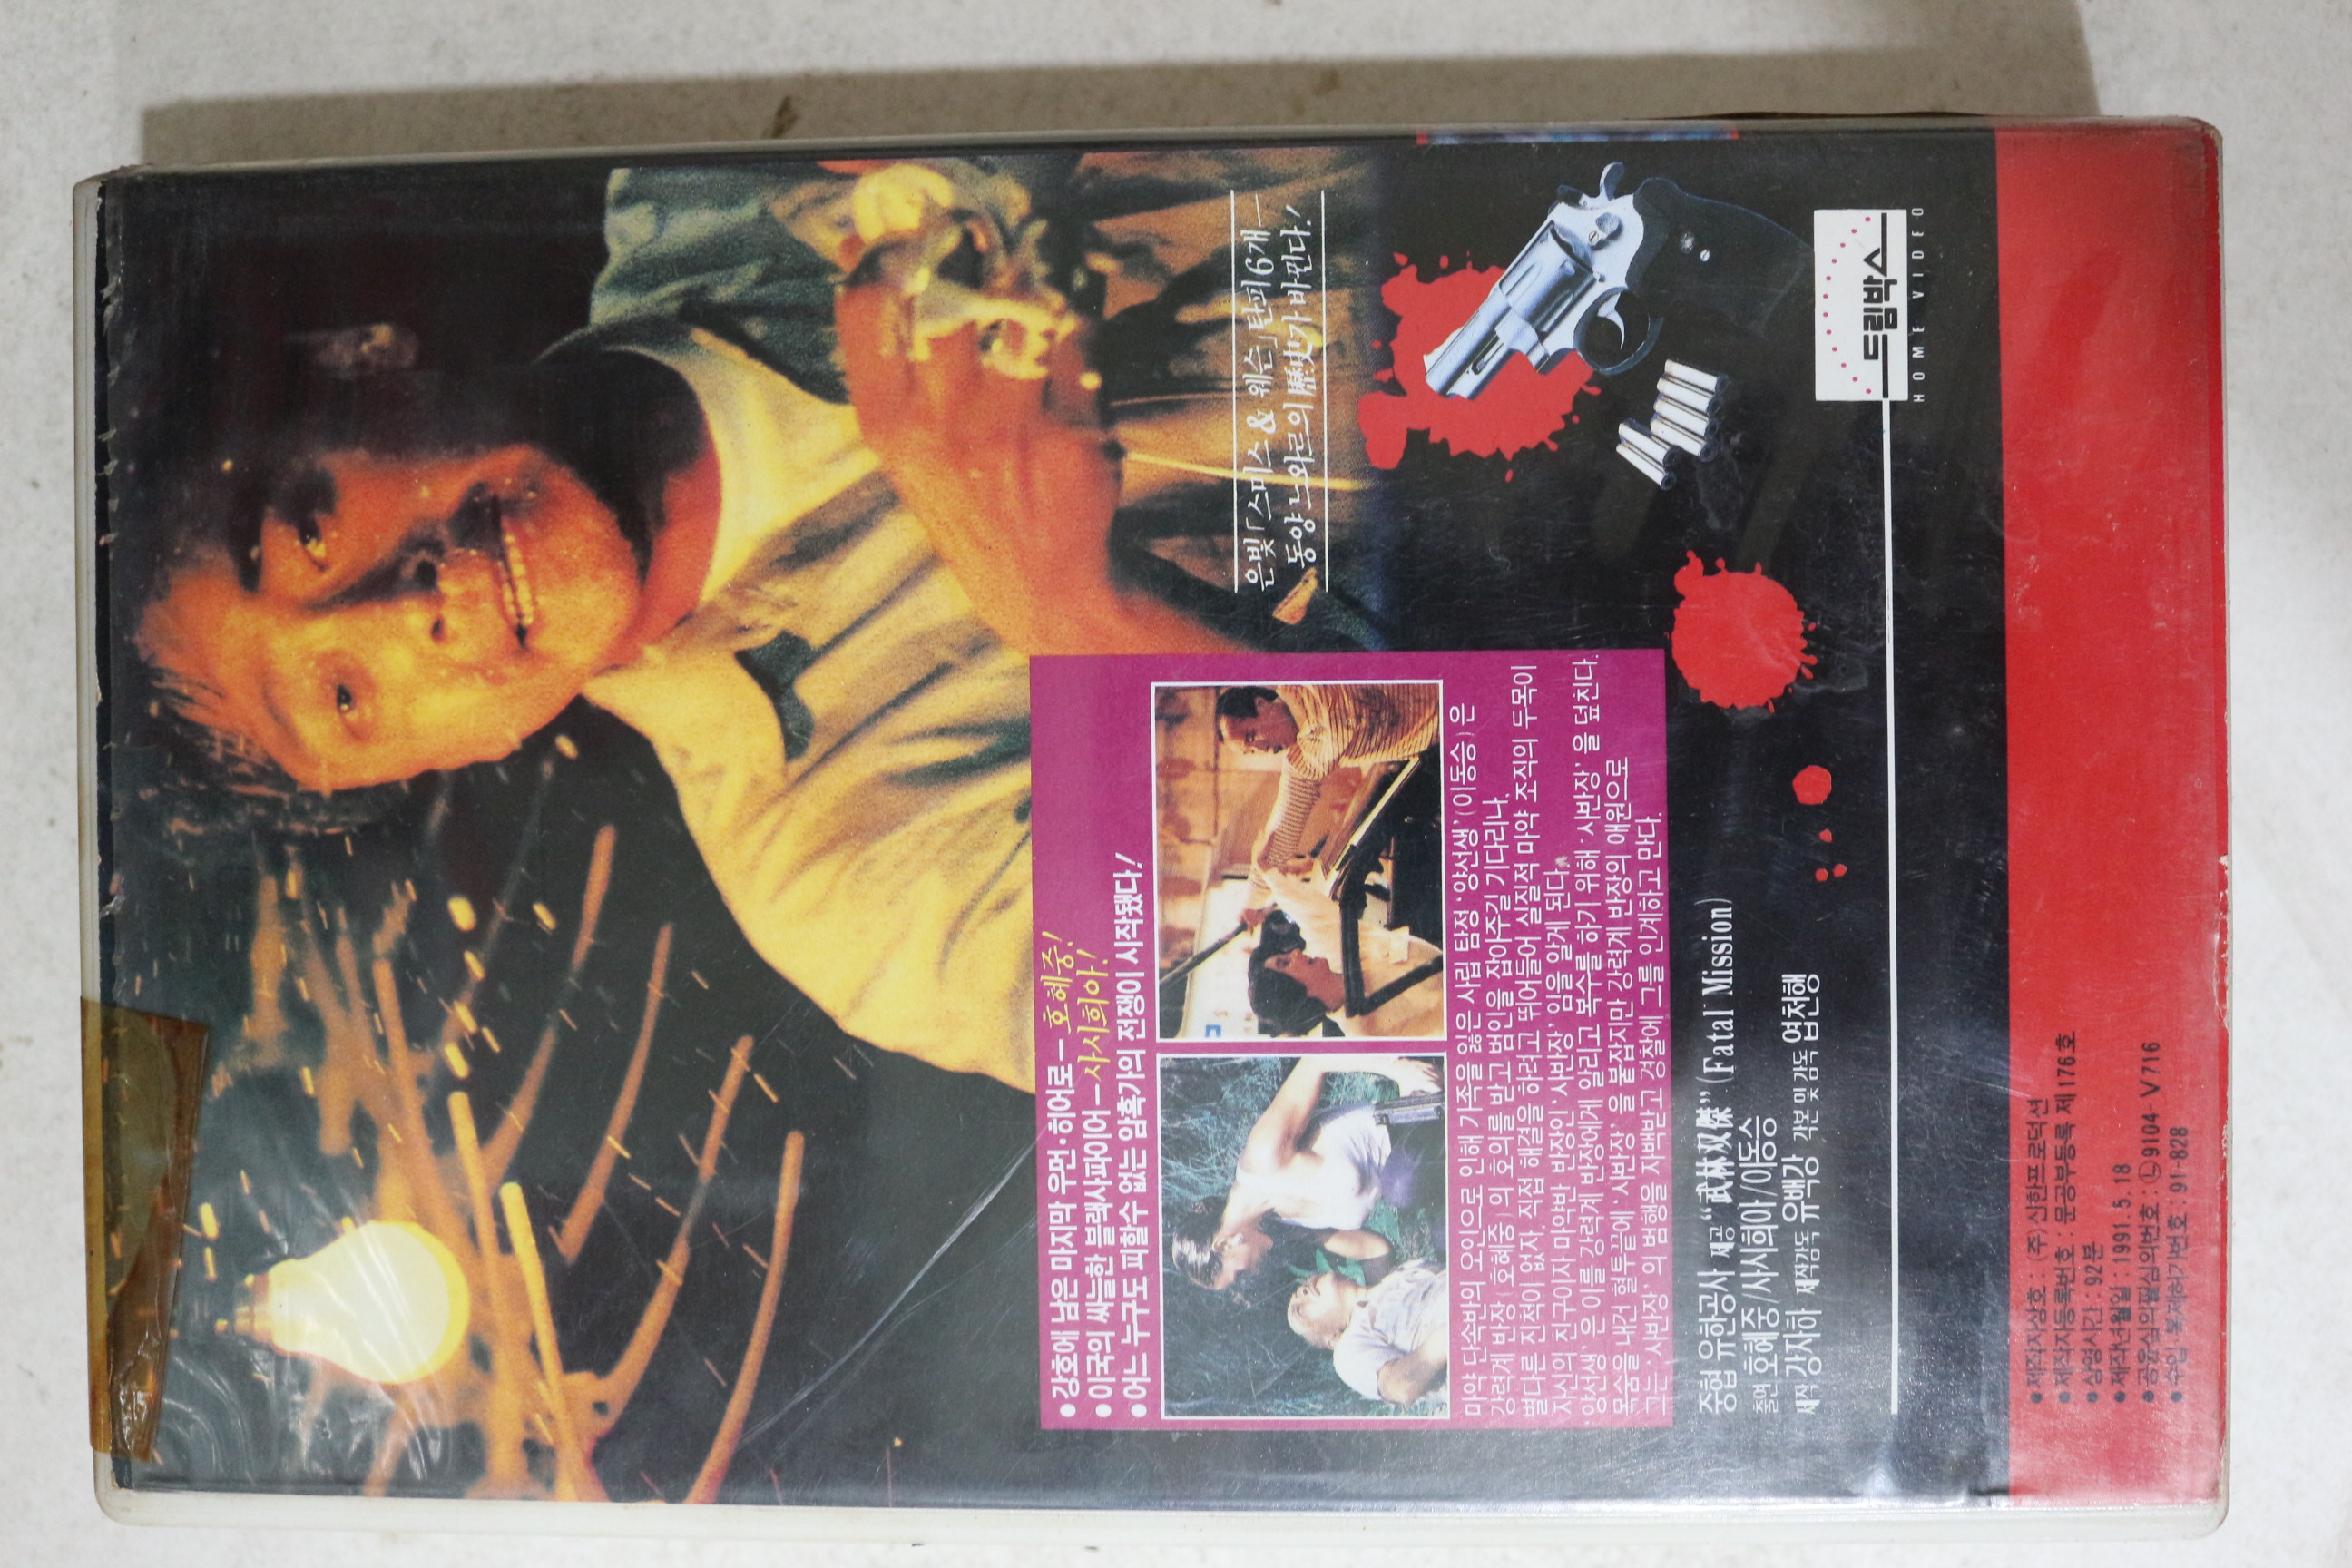 은빛「스미스 & 웨슨」탄피 6개—
동양 느와르의 歷史가 바뀐다!
• 강호에 남은 마지막 우먼·히어로— 호혜중!
• 이국의 싸늘한 블랙사파이어—사시희아!
• 어느 누구도 피할수 없는 암흑가의 전쟁이 시작됐다!
마약 단속반의 오인으로 인해 가족을 잃은 사립 탐정 '양선생' (이동승) 은
강력계 반장 (호혜중) 의 호의를 받고 범인을 잡아주길 기다리나,
별다른 진척이 없자, 직접 해결을 하려고 뛰어들어 실질적 마약 조직의 두목이
자신의 친구이자 마약반 반장인 '사반장' 임을 알게 된다.
'양선생' 은 이를 강력계 반장에게 알리고 복수를 하기 위해 '사반장' 을 덮친다.
목숨을 내건 혈투끝에 '사반장' 을 붙잡지만 강력계 반장의 애원으로
그는 '사반장' 의 범행을 자백받고 경찰에 그를 인계하고 만다.
중협 유한공사 제공 “武林双傑” (Fatal Mission)
출연 호혜중/사시희아/이동승
제작 강지하 제작감독 유백강 각본 및 감독 엽천행
드림박스
HOME VIDEO
• 제작자상호 : (주)신한프로덕션
• 제작자등록번호 : 문공부등록 제176호
• 상영시간 : 92분
• 제작년월일 : 1991. 5. 18
• 공윤심의필심의번호 : Ⓛ9104-V716
• 수입·복제허가번호 : 91-828